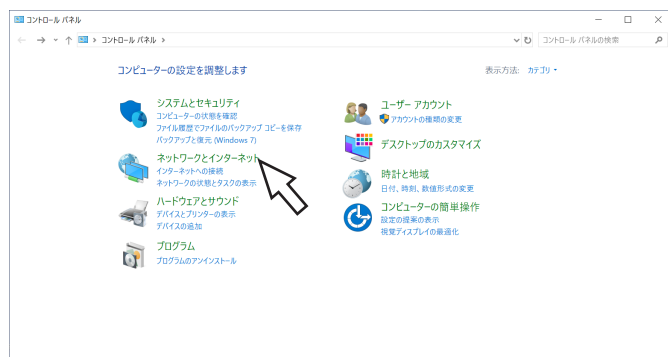 コントロール パネル
コントロール パネル
コントロール パネルの検索
コンピューターの設定を調整します
表示方法: カテゴリ
システムとセキュリティ
コンピューターの状態を確認
ファイル履歴でファイルのバックアップ コピーを保存
バックアップと復元 (Windows 7)
ネットワークとインターネット
インターネットへの接続
ネットワークの状態とタスクの表示
ハードウェアとサウンド
デバイスとプリンターの表示
デバイスの追加
プログラム
プログラムのアンインストール
ユーザー アカウント
アカウントの種類の変更
デスクトップのカスタマイズ
時計と地域
日付、時刻、数値形式の変更
コンピューターの簡単操作
設定の提案の表示
視覚ディスプレイの最適化